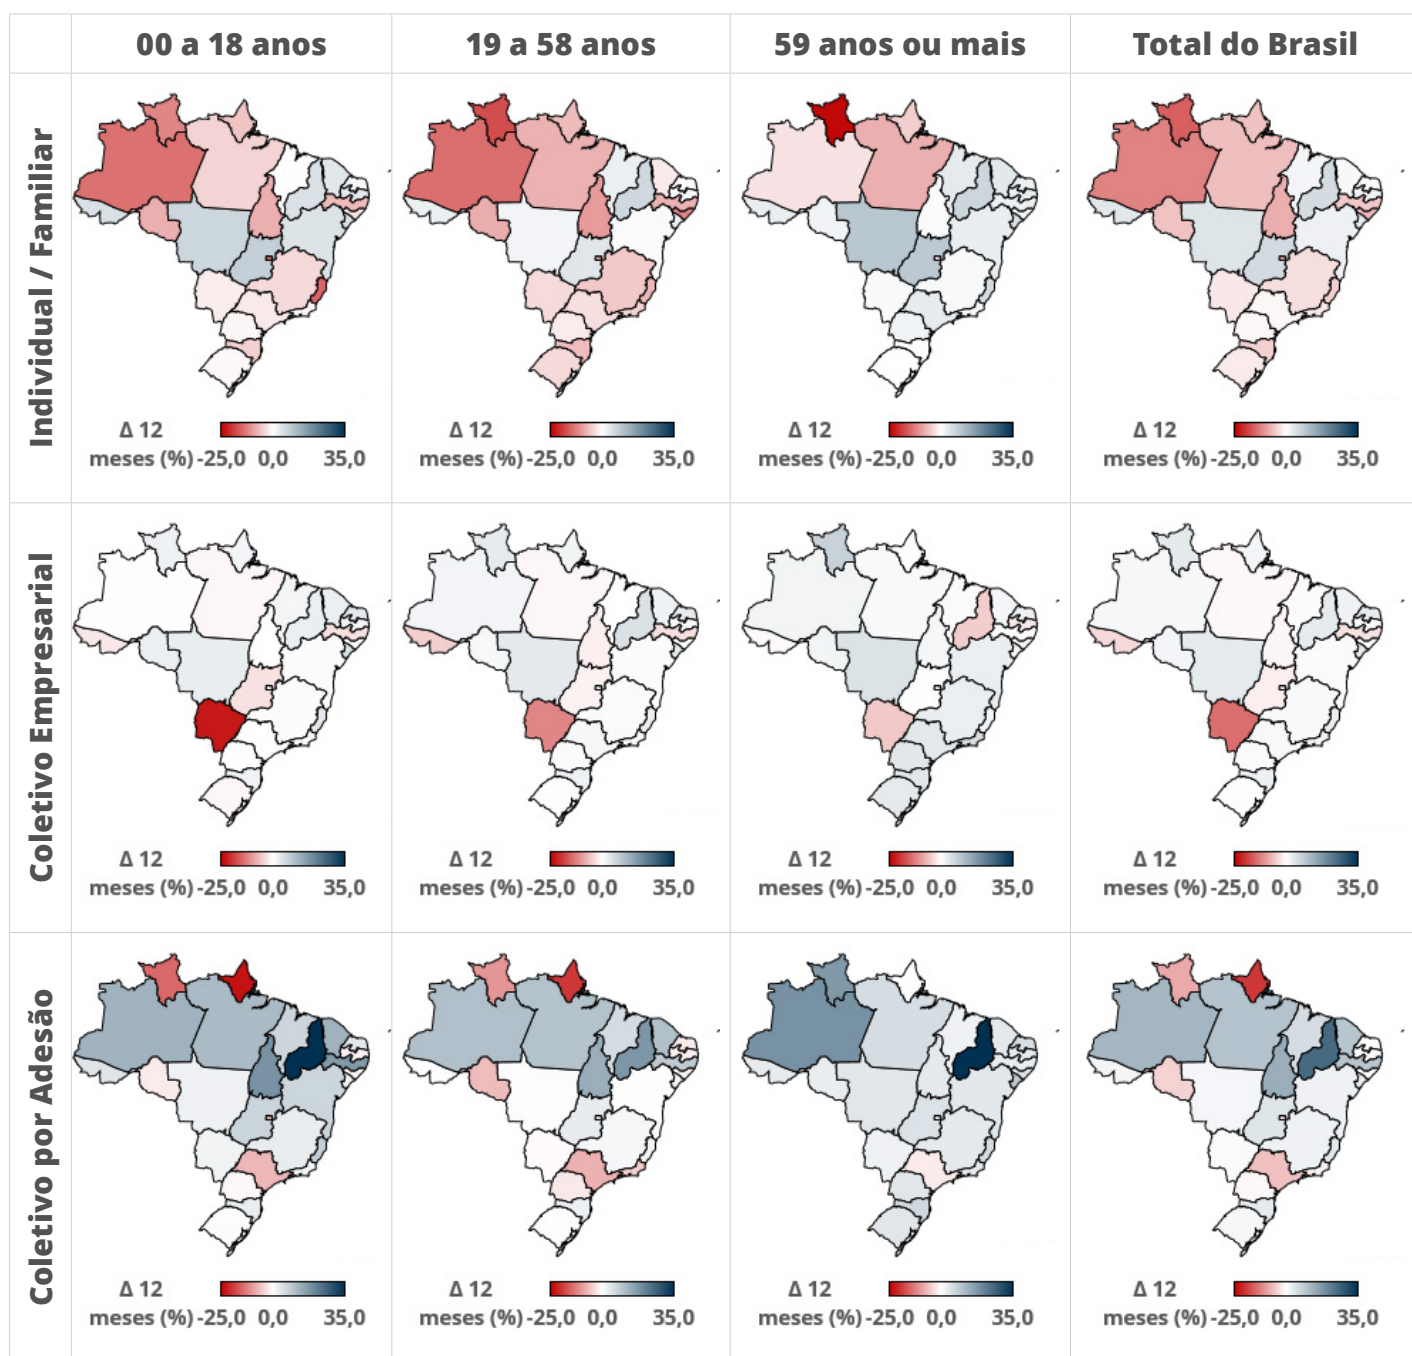 00 a 18 anos
19 a 58 anos
59 anos ou mais
Total do Brasil
Individual / Familiar
Δ 12
meses (%) -25,0 0,0 35,0
Δ 12
meses (%) -25,0 0,0 35,0
Δ 12
meses (%) -25,0 0,0 35,0
Δ 12
meses (%) -25,0 0,0 35,0
Coletivo Empresarial
Δ 12
meses (%) -25,0 0,0 35,0
Δ 12
meses (%) -25,0 0,0 35,0
Δ 12
meses (%) -25,0 0,0 35,0
Δ 12
meses (%) -25,0 0,0 35,0
Coletivo por Adesão
Δ 12
meses (%) -25,0 0,0 35,0
Δ 12
meses (%) -25,0 0,0 35,0
Δ 12
meses (%) -25,0 0,0 35,0
Δ 12
meses (%) -25,0 0,0 35,0